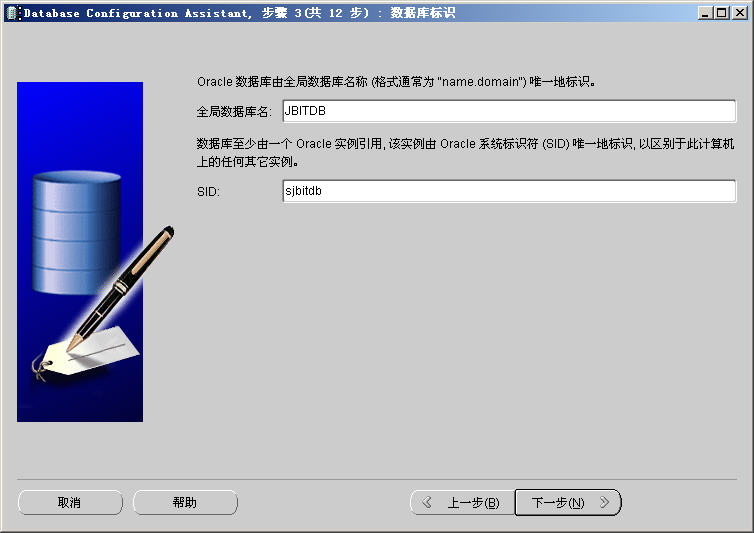 Database Configuration Assistant, 步骤 3(共 12 步) : 数据库标识
Oracle 数据库由全局数据库名称 (格式通常为 "name.domain") 唯一地标识。
全局数据库名: JBITDB
数据库至少由一个 Oracle 实例引用, 该实例由 Oracle 系统标识符 (SID) 唯一地标识, 以区别于此计算机
上的任何其它实例。
SID: sjbitdb
取消 帮助 上一步(B) 下一步(N)